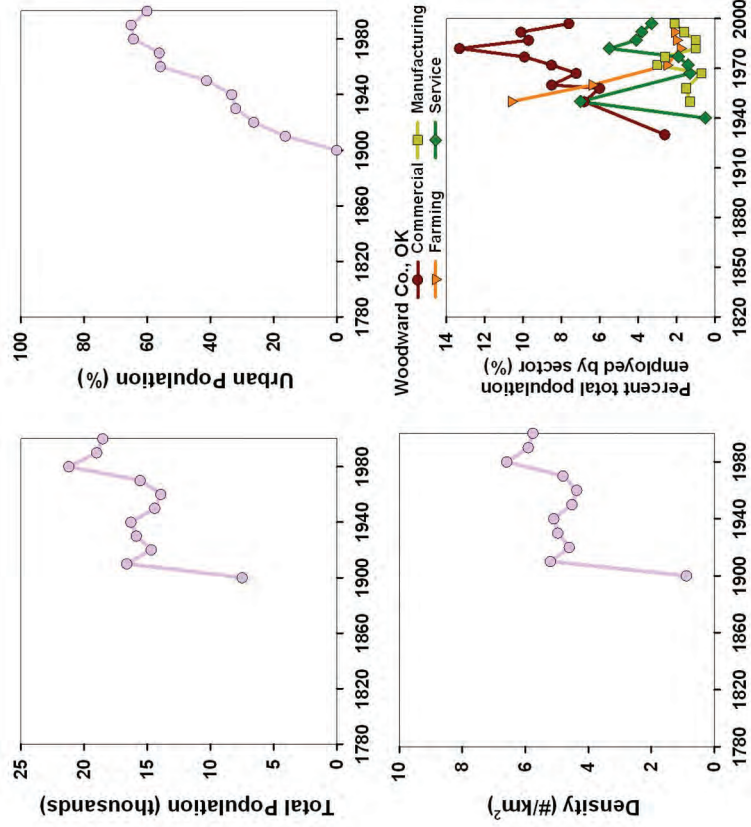 Total Population (thousands)
25
20
15
10
5
0
1780 1820 1860 1900 1940 1980
Urban Population (%)
100
80
60
40
20
0
1780 1820 1860 1900 1940 1980
Density (#/km²)
10
8
6
4
2
0
1780 1820 1860 1900 1940 1980
Woodward Co., OK
Commercial Manufacturing
Farming Service
Percent total population
employed by sector (%)
14
12
10
8
6
4
2
0
1820 1850 1880 1910 1940 1970 2000